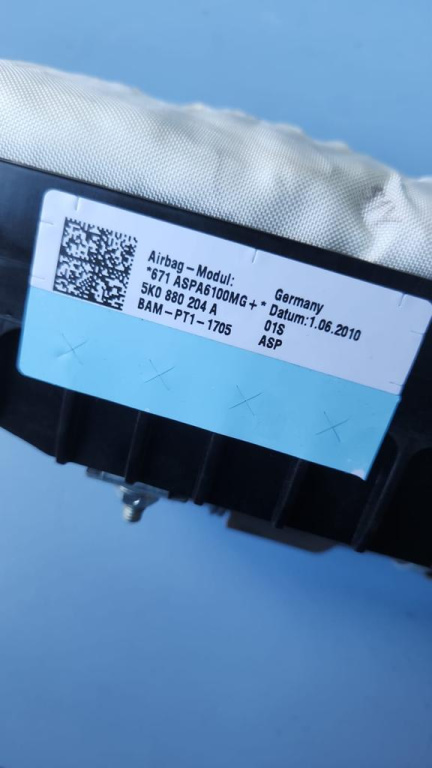 Airbag-Modul: Germany
*671 ASPA6100MG+* Datum:1.06.2010
5K0 880 204 A 01S
BAM-PT1-1705 ASP